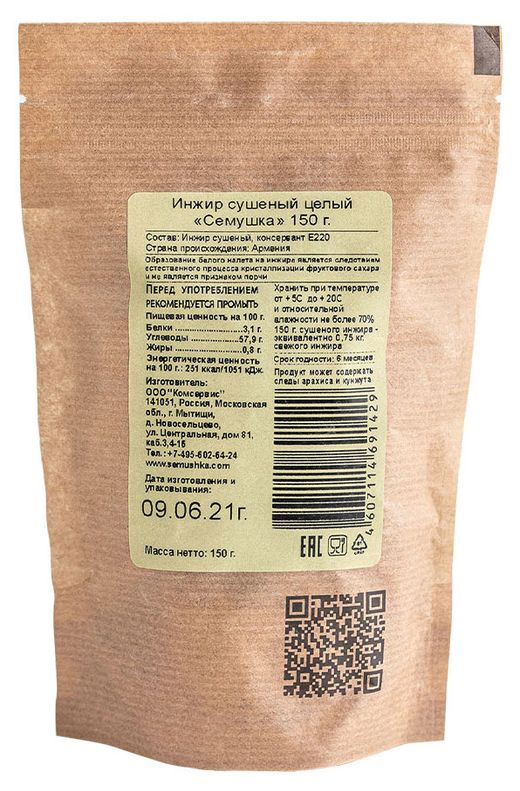 Инжир сушеный целый
«Семушка» 150 г.
Состав: Инжир сушеный, консервант Е220
Страна происхождения: Армения
Образование белого налета на инжире является следствием
естественного процесса кристаллизации фруктового сахара
и не является признаком порчи
ПЕРЕД УПОТРЕБЛЕНИЕМ
РЕКОМЕНДУЕТСЯ ПРОМЫТЬ
Пищевая ценность на 100 г.
Белки ..................... 3,1 г.
Углеводы ............... 57,9 г.
Жиры ..................... 0,8 г.
Энергетическая ценность
на 100 г.: 251 ккал/1051 кДж.
Изготовитель:
ООО"Комсервис"
141051, Россия, Московская
обл., г. Мытищи,
д. Новосельцево,
ул. Центральная, дом 81,
каб.3,4-16
Тел.: +7-495-602-64-24
www.semushka.com
Дата изготовления и
упаковывания:
09.06.21г.
Масса нетто: 150 г.
Хранить при температуре
от +5С до +20С
и относительной
влажности не более 70%
150 г. сушеного инжира -
эквивалентно 0,75 кг.
свежего инжира
Срок годности: 6 месяцев
Продукт может содержать
следы арахиса и кунжута
4607114691429
ЕАС